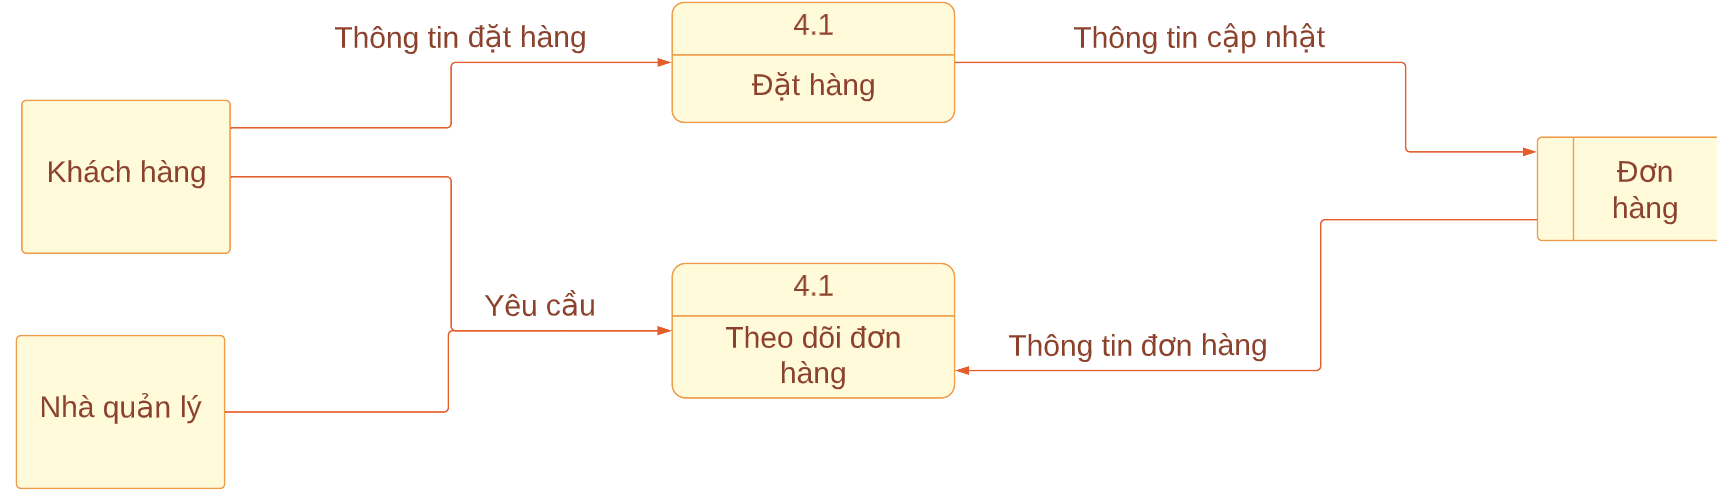 Thông tin đặt hàng
4.1
Đặt hàng
Thông tin cập nhật
Khách hàng
Đơn
hàng
Yêu cầu
4.1
Theo dõi đơn
hàng
Thông tin đơn hàng
Nhà quản lý